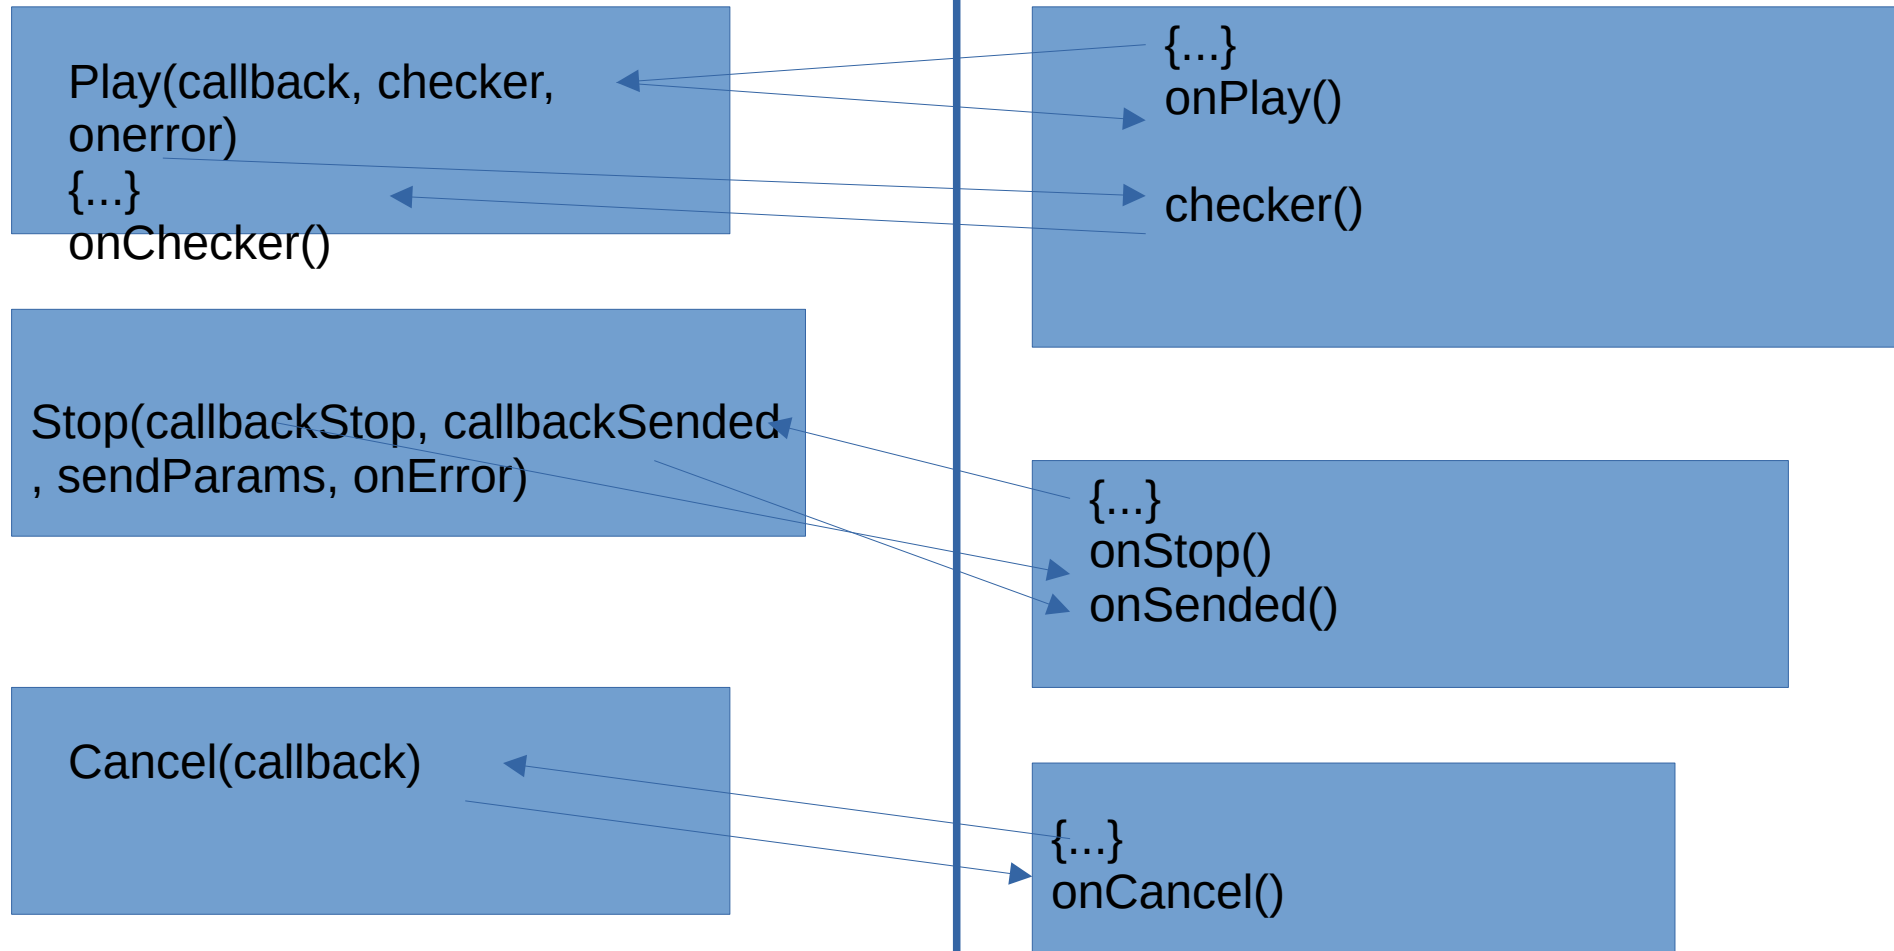 Play(callback, checker,
onerror)
{...}
onChecker()
{...}
onPlay()
checker()
Stop(callbackStop, callbackSended
, sendParams, onError)
{...}
onStop()
onSended()
Cancel(callback)
{...}
onCancel()